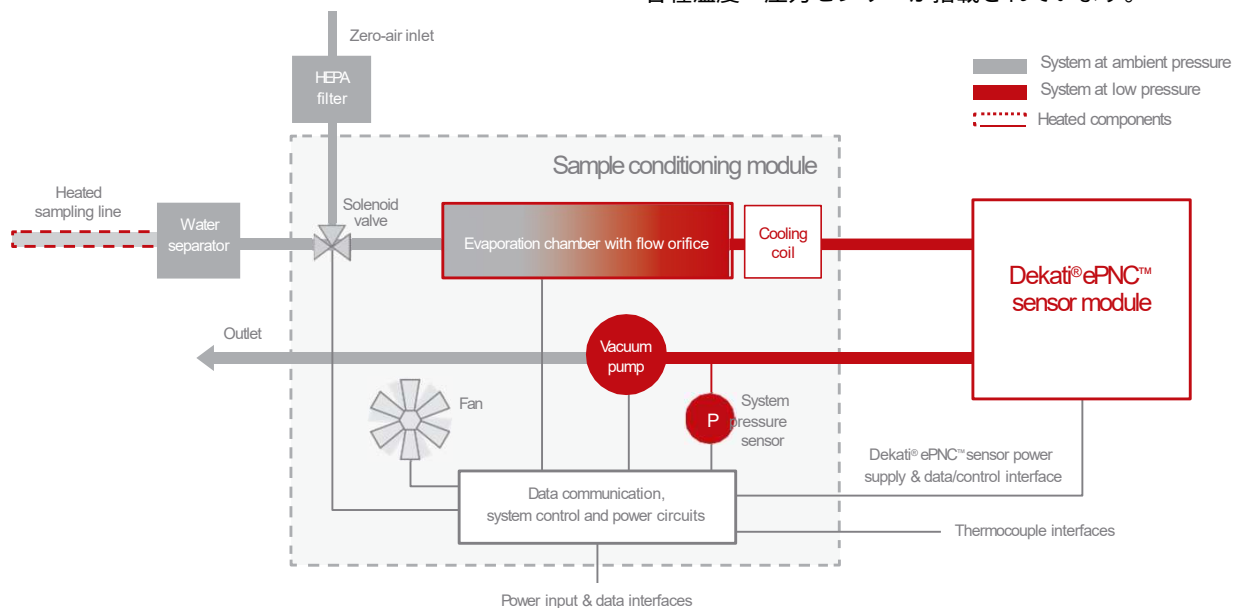 Zero-air inlet
HEPA
filter
System at ambient pressure
System at low pressure
Heated components
Sample conditioning module
Heated
sampling line
Water
separator
Solenoid
valve
Evaporation chamber with flow orifice
Cooling
coil
Dekati® ePNC™
sensor module
Outlet
Vacuum
pump
Fan
P
System
pressure
sensor
Dekati® ePNC™ sensor power
supply & data/control interface
Data communication,
system control and power circuits
Thermocouple interfaces
Power input & data interfaces